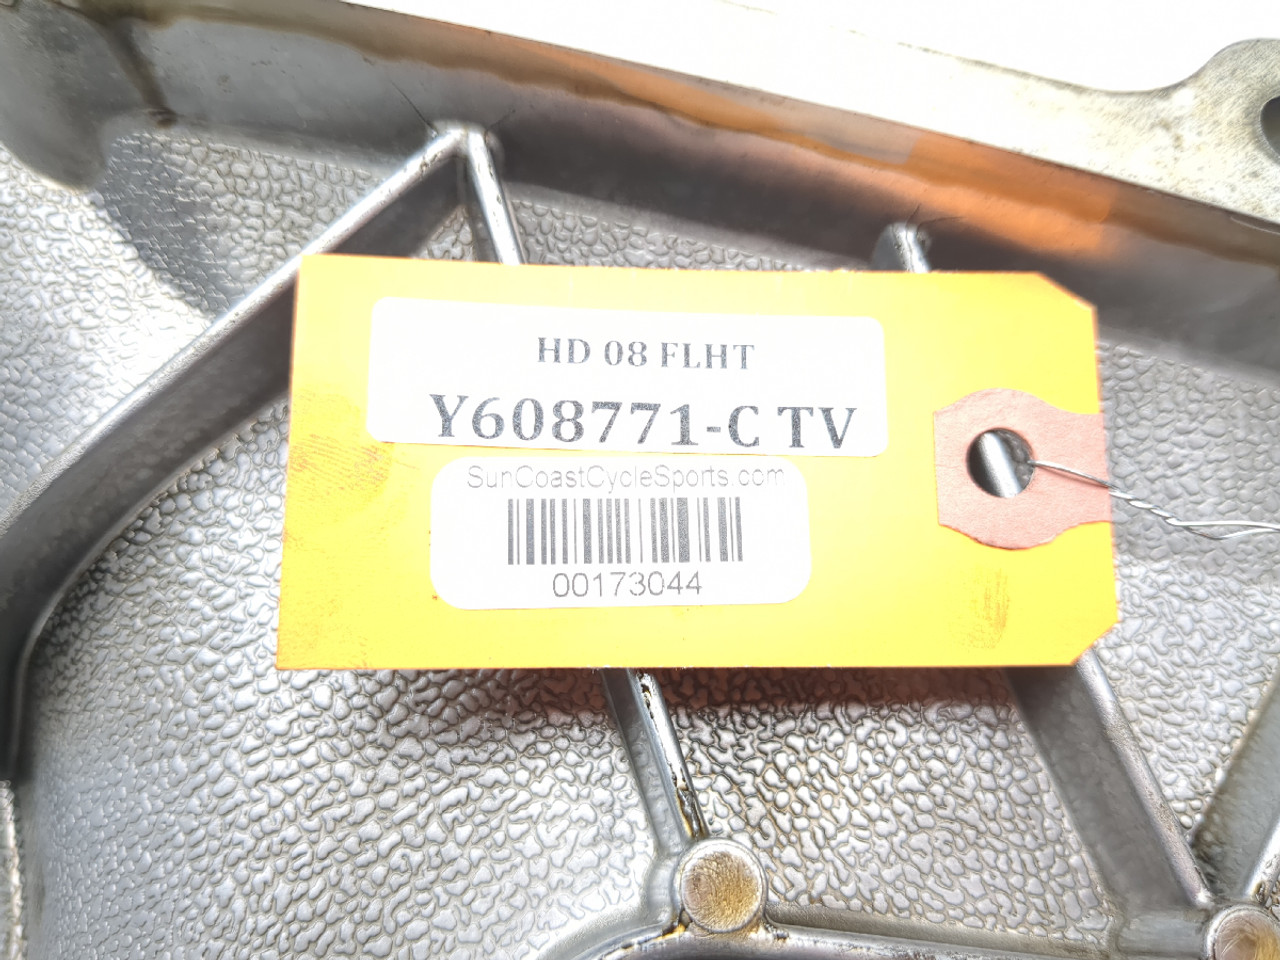 HD 08 FLHT
Y608771-C TV
SunCoastCycleSports.com
00173044